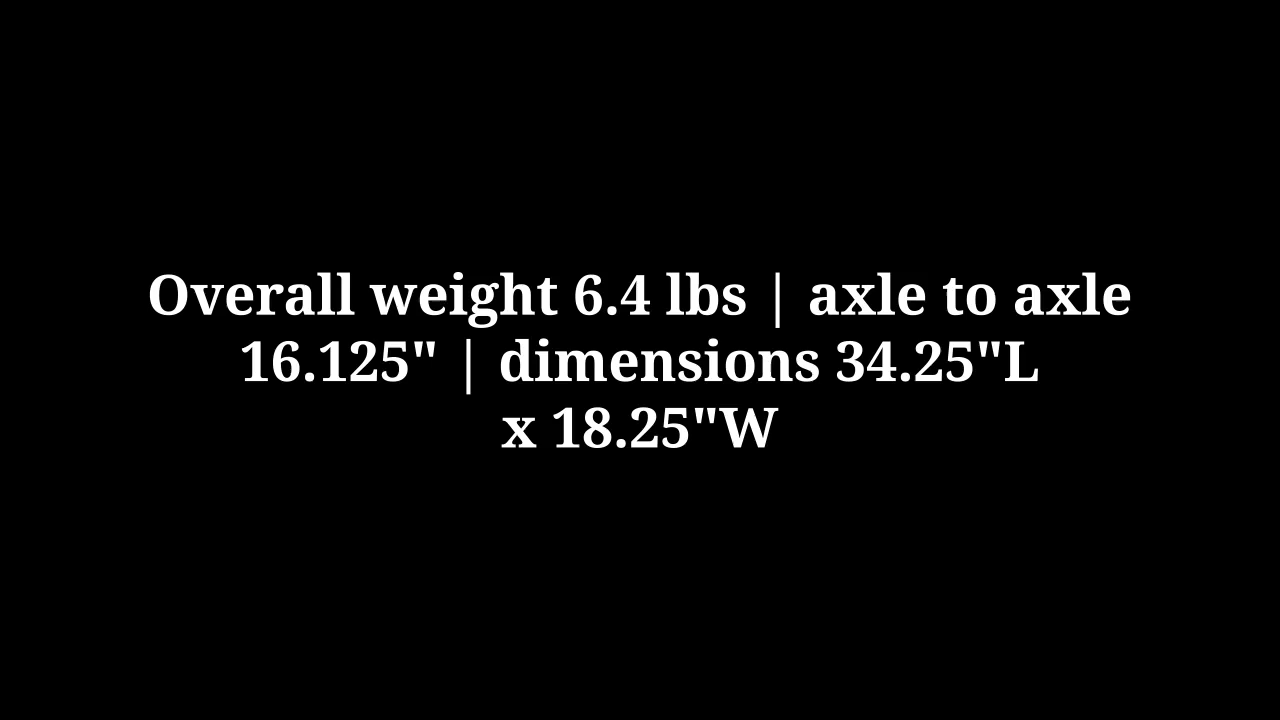 Overall weight 6.4 lbs | axle to axle
16.125" | dimensions 34.25"L
x 18.25"W